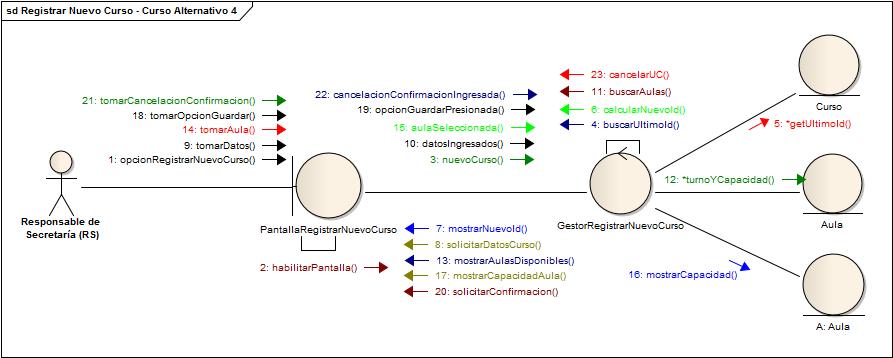 sd Registrar Nuevo Curso - Curso Alternativo 4
21: tomarCancelacionConfirmacion()
18: tomarOpcionGuardar()
14: tomarAula()
9: tomarDatos()
1: opcionRegistrarNuevoCurso()
22: cancelacionConfirmacionIngresada()
19: opcionGuardarPresionada()
15: aulaSeleccionada()
10: datosIngresados()
3: nuevoCurso()
23: cancelarUC()
11: buscarAulas()
6: calcularNuevoId()
4: buscarUltimoId()
Curso
5: *getUltimoId()
12: *turnoYCapacidad()
Responsable de
Secretaría (RS)
PantallaRegistrarNuevoCurso
GestorRegistrarNuevoCurso
Aula
2: habilitarPantalla()
7: mostrarNuevoId()
8: solicitarDatosCurso()
13: mostrarAulasDisponibles()
17: mostrarCapacidadAula()
20: solicitarConfirmacion()
16: mostrarCapacidad()
A: Aula